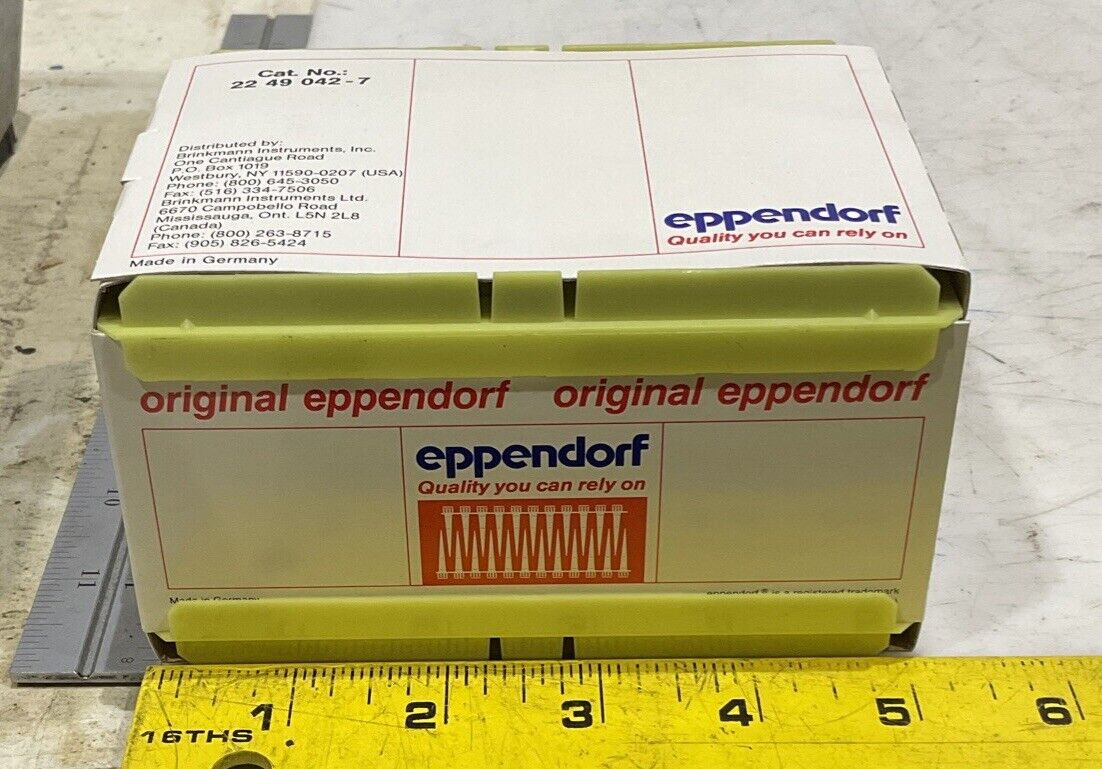 Cat. No.:
22 49 042-7
Distributed by:
Brinkmann Instruments, Inc.
One Cantiague Road
P.O. Box 1019
Westbury, NY 11590-0207 (USA)
Phone: (800) 645-3050
Fax: (516) 334-7506
Brinkmann Instruments Ltd.
6670 Campobello Road
Mississauga, Ont. L5N 2L8
(Canada)
Phone: (800) 263-8715
Fax: (905) 826-5424
Made in Germany
eppendorf
Quality you can rely on
original eppendorf original eppendorf
eppendorf
Quality you can rely on
Made in Germany
eppendorf® is a registered trademark
10
11
8
1 2 3 4 5 6
16THS